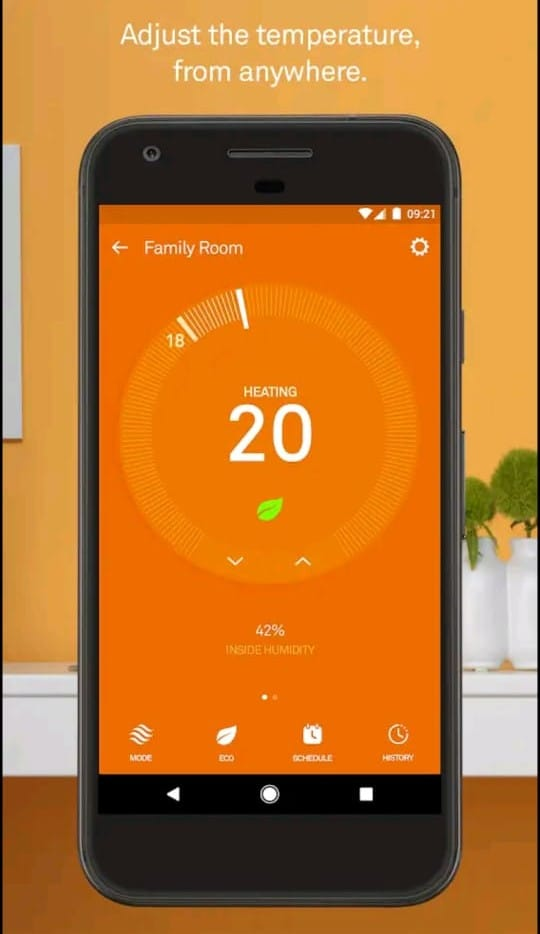 Adjust the temperature,
from anywhere.
09:21
Family Room
18
HEATING
20
42%
INSIDE HUMIDITY
MODE
ECO
SCHEDULE
HISTORY